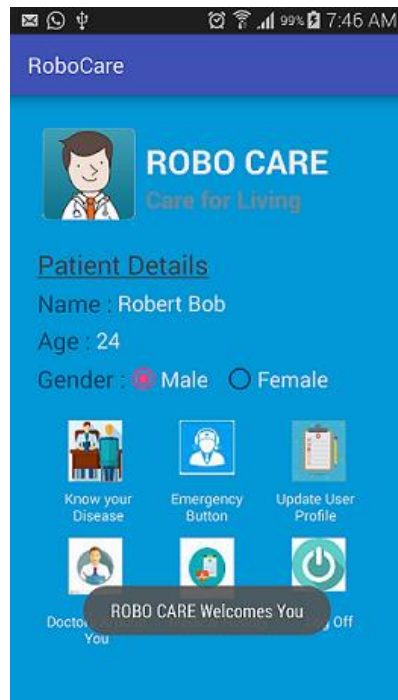 99% 7:46 AM
RoboCare
ROBO CARE
Care for Living
Patient Details
Name : Robert Bob
Age : 24
Gender : Male Female
Know your Disease
Emergency Button
Update User Profile
ROBO CARE Welcomes You
Off
You